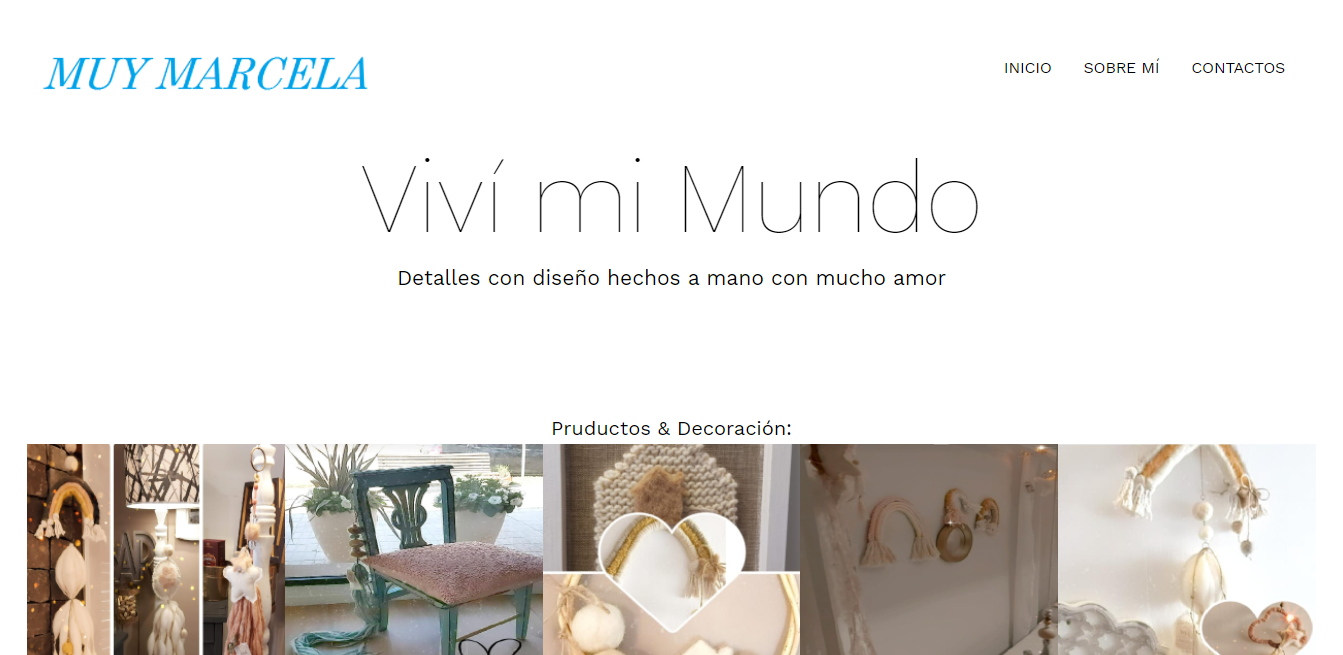 MUY MARCELA
INICIO SOBRE MÍ CONTACTOS
Viví mi Mundo
Detalles con diseño hechos a mano con mucho amor
Pruductos & Decoración: